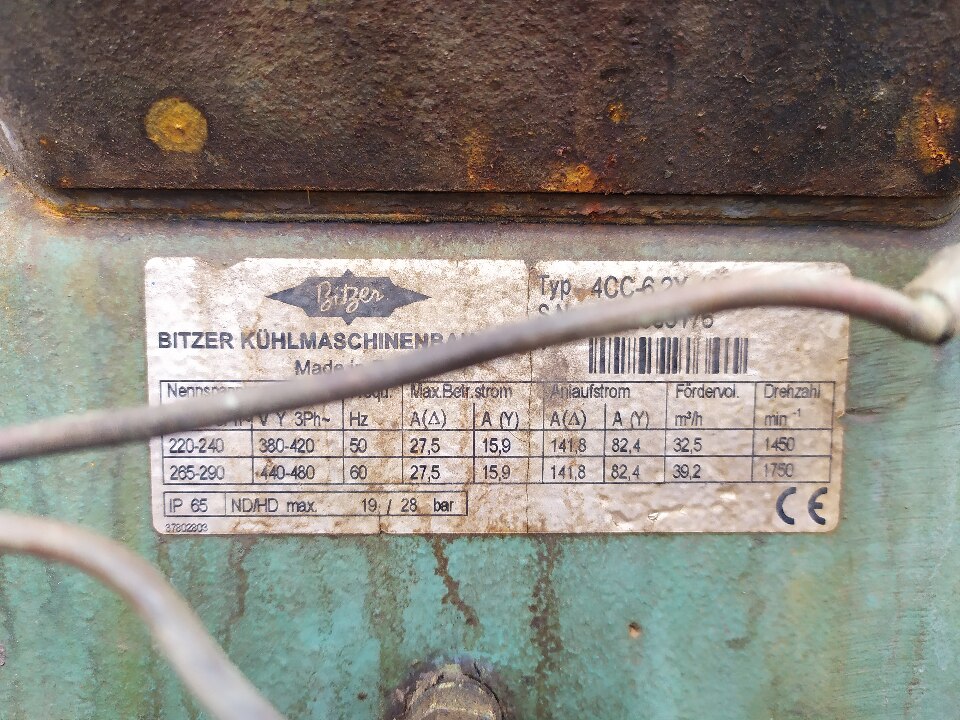 Bitzer
BITZER KÜHLMASCHINENBAU
Made in
Typ 4CC-6.2Y
Max.Betr.strom Anlaufstrom Fördervol. Drehzahl
V Y 3Ph~ Hz A(Δ) A (Y) A(Δ) A (Y) m³/h min⁻¹
220-240 380-420 50 27,5 15,9 141,8 82,4 32,5 1450
265-290 440-480 60 27,5 15,9 141,8 82,4 39,2 1750
IP 65 ND/HD max. 19 / 28 bar
CE
37802803